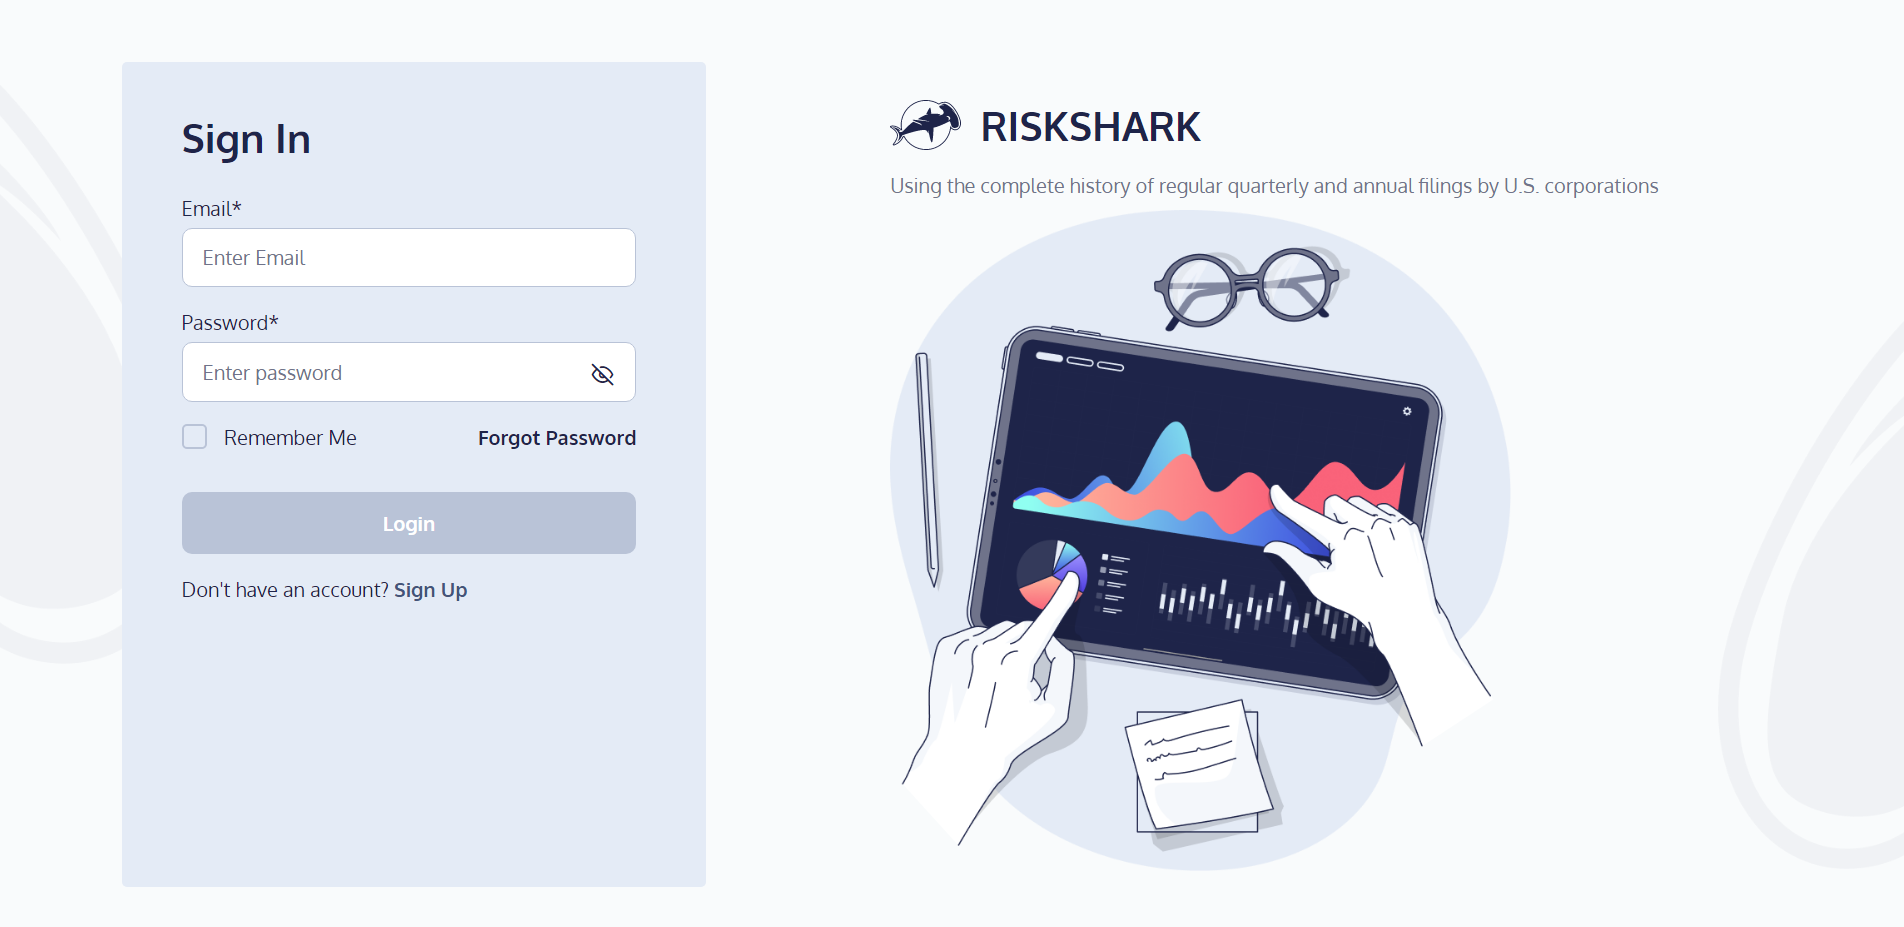 Sign In
Email*
Enter Email
Password*
Enter password
Remember Me
Forgot Password
Login
Don't have an account? Sign Up
RISKSHARK
Using the complete history of regular quarterly and annual filings by U.S. corporations